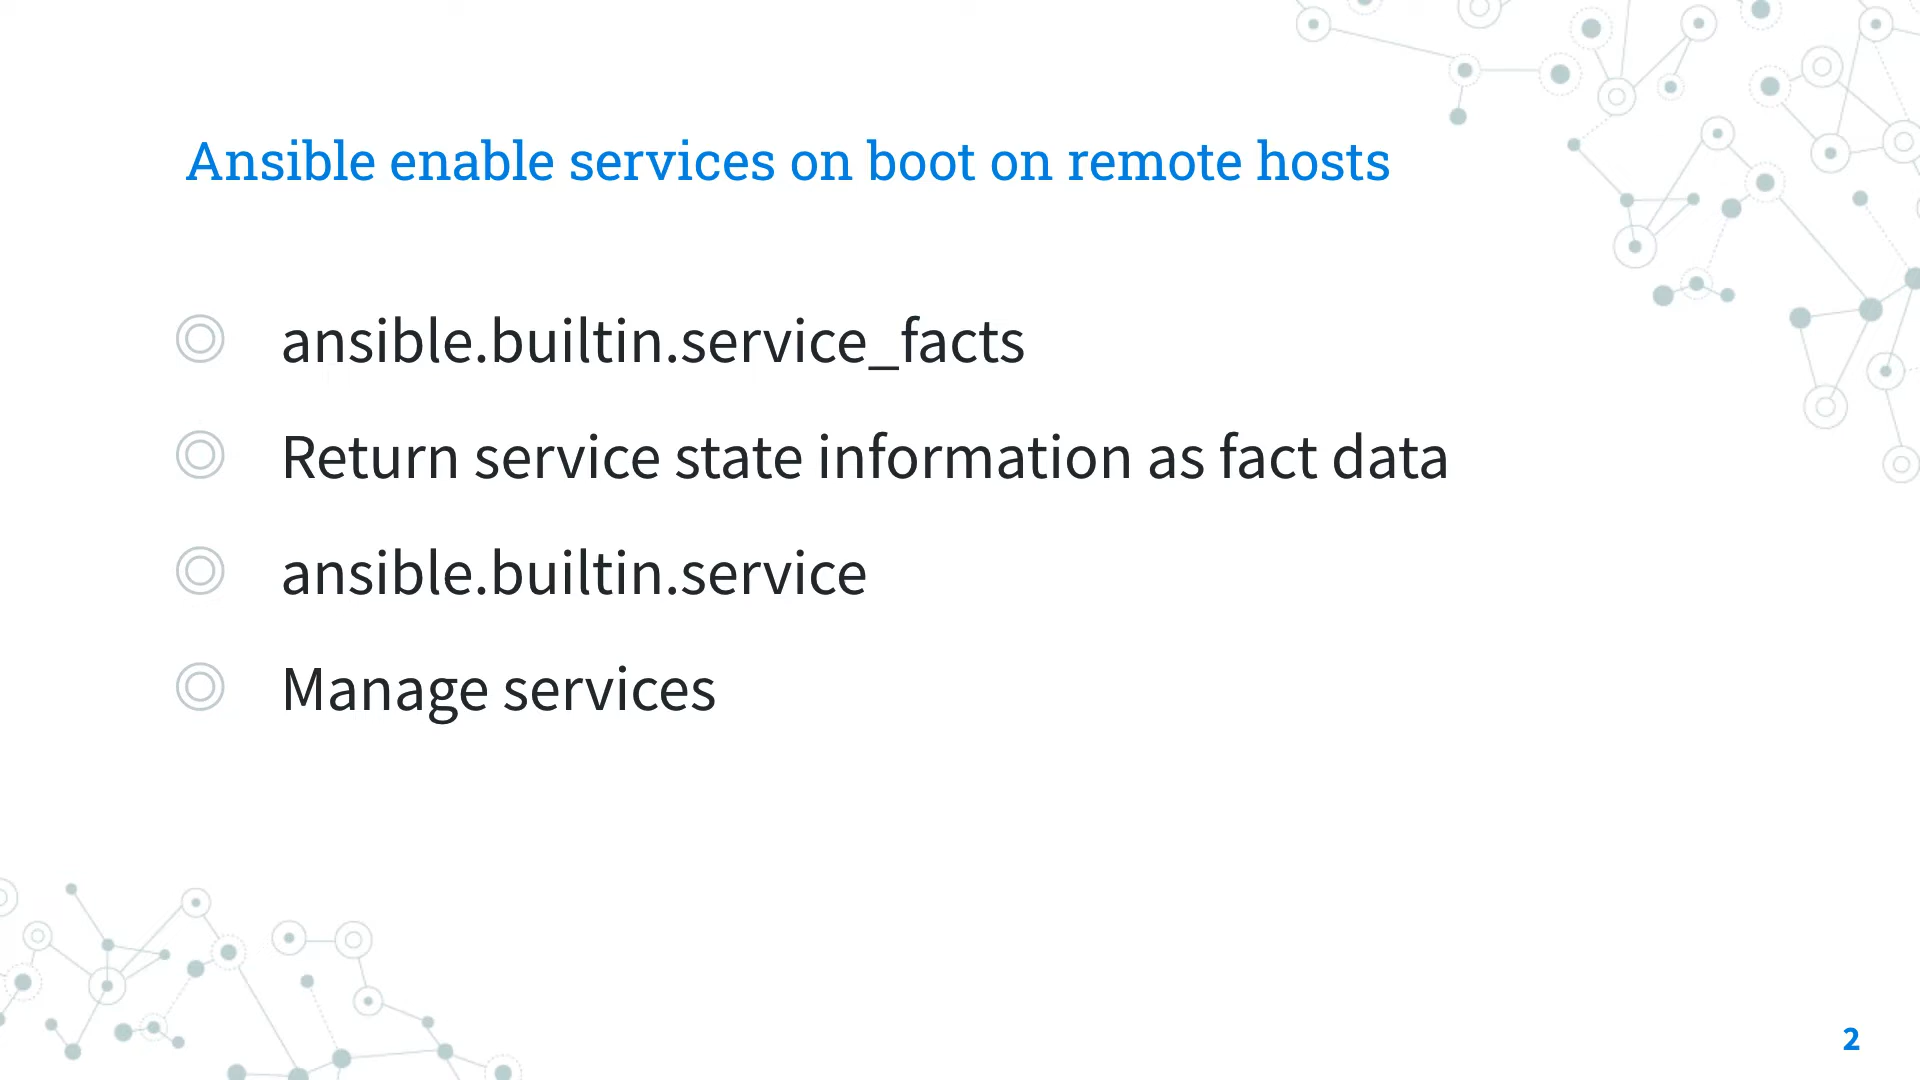 Ansible enable services on boot on remote hosts
ansible.builtin.service_facts
Return service state information as fact data
ansible.builtin.service
Manage services
2